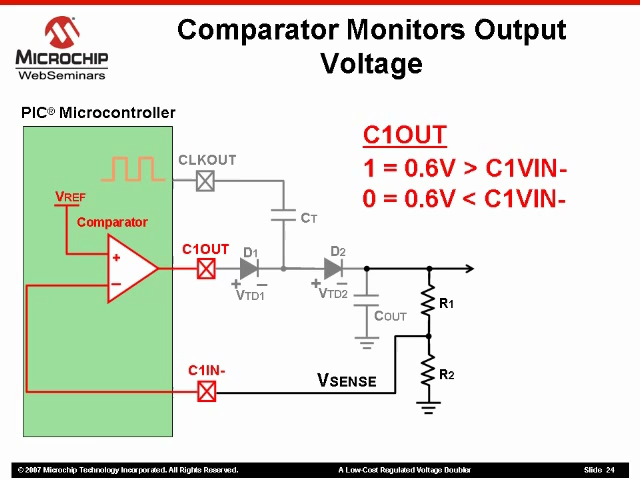 Comparator Monitors Output
Voltage
MICROCHIP
WebSeminars
PIC® Microcontroller
C1OUT
1 = 0.6V > C1VIN-
0 = 0.6V < C1VIN-
CLKOUT
VREF
Comparator
CT
C1OUT
D1
D2
+
−
+ −
+ −
VTD1
VTD2
COUT
R1
C1IN-
VSENSE
R2
© 2007 Microchip Technology Incorporated. All Rights Reserved.
A Low-Cost Regulated Voltage Doubler
Slide 24